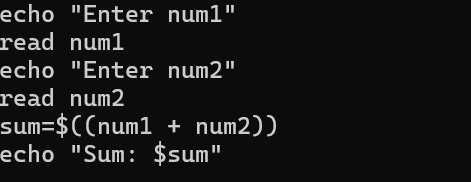 echo "Enter num1"
read num1
echo "Enter num2"
read num2
sum=$((num1 + num2))
echo "Sum: $sum"